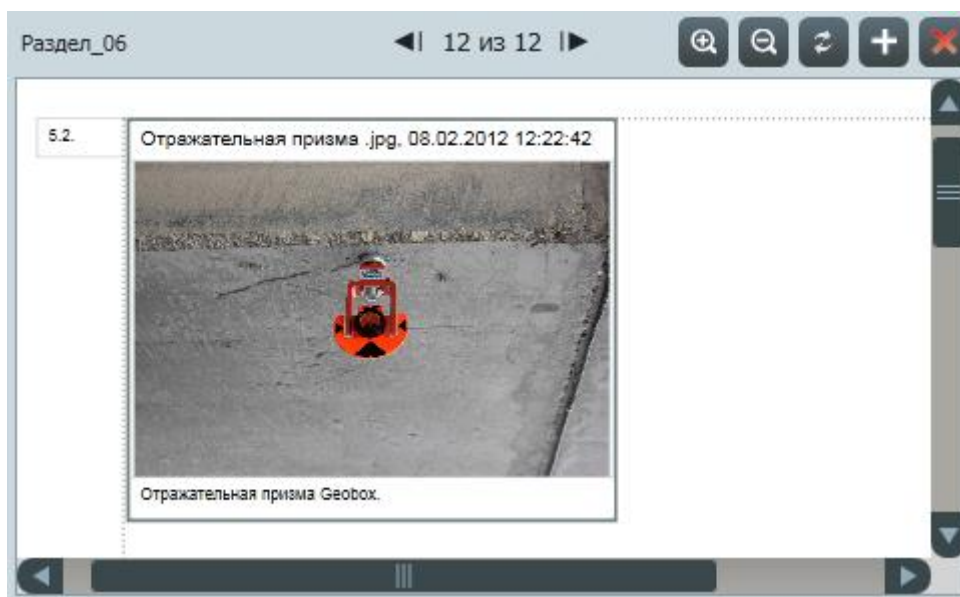 Раздел_06
12 из 12
5.2.
Отражательная призма .jpg, 08.02.2012 12:22:42
Отражательная призма Geobox.